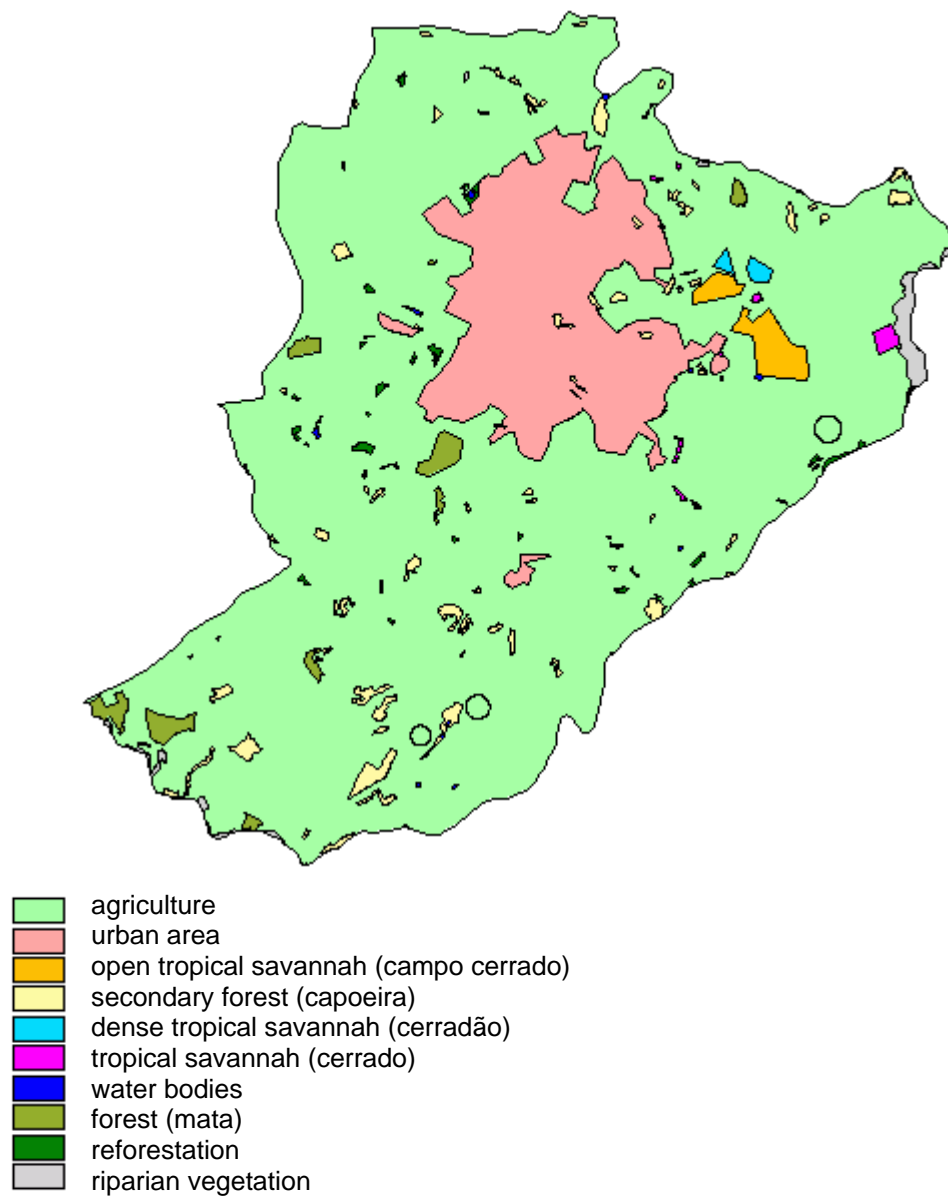 agriculture
urban area
open tropical savannah (campo cerrado)
secondary forest (capoeira)
dense tropical savannah (cerradão)
tropical savannah (cerrado)
water bodies
forest (mata)
reforestation
riparian vegetation